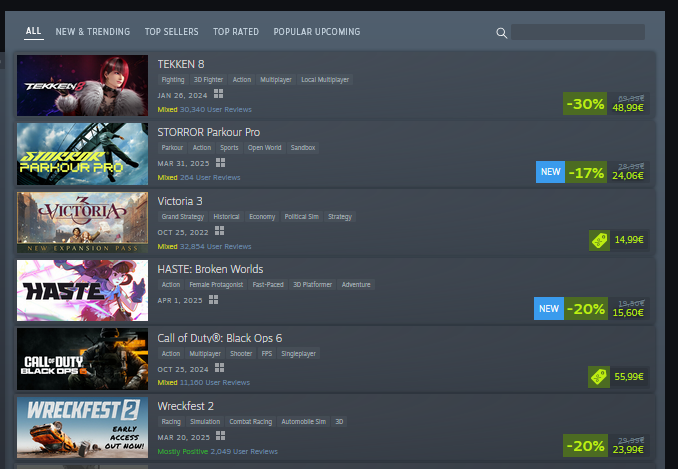 ALL NEW & TRENDING TOP SELLERS TOP RATED POPULAR UPCOMING
TEKKEN 8
TEKKEN 8
Fighting 3D Fighter Action Multiplayer Local Multiplayer
JAN 26, 2024
Mixed 30,340 User Reviews
-30% 69,99€
48,99€
STORROR
PARKOUR PRO
STORROR Parkour Pro
Parkour Action Sports Open World Sandbox
MAR 31, 2025
Mixed 264 User Reviews
NEW -17% 28,99€
24,06€
VICTORIA 3
NEW EXPANSION PASS
Victoria 3
Grand Strategy Historical Economy Political Sim Strategy
OCT 25, 2022
Mixed 32,854 User Reviews
14,99€
HASTE
HASTE: Broken Worlds
Action Female Protagonist Fast-Paced 3D Platformer Adventure
APR 1, 2025
NEW -20% 19,50€
15,60€
CALL OF DUTY
BLACK OPS 6
Call of Duty®: Black Ops 6
Action Multiplayer Shooter FPS Singleplayer
OCT 25, 2024
Mixed 11,160 User Reviews
55,99€
WRECKFEST 2
EARLY
ACCESS
OUT NOW!
Wreckfest 2
Racing Simulation Combat Racing Automobile Sim 3D
MAR 20, 2025
Mostly Positive 2,049 User Reviews
-20% 29,99€
23,99€